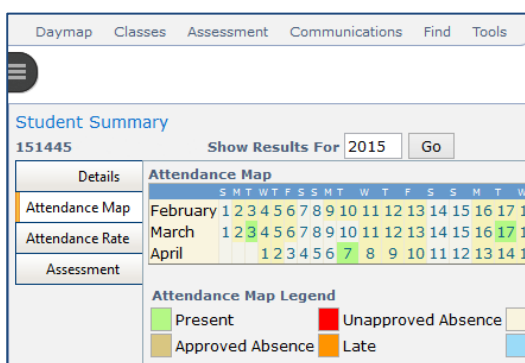 Daymap Classes Assessment Communications Find Tools
Student Summary
151445 Show Results For 2015 Go
Details
Attendance Map
Attendance Rate
Assessment
Attendance Map
S M T W T F S S M T W T F S S M T W
February 1 2 3 4 5 6 7 8 9 10 11 12 13 14 15 16 17
March 1 2 3 4 5 6 7 8 9 10 11 12 13 14 15 16 17
April 1 2 3 4 5 6 7 8 9 10 11 12 13 14
Attendance Map Legend
Present Unapproved Absence
Approved Absence Late